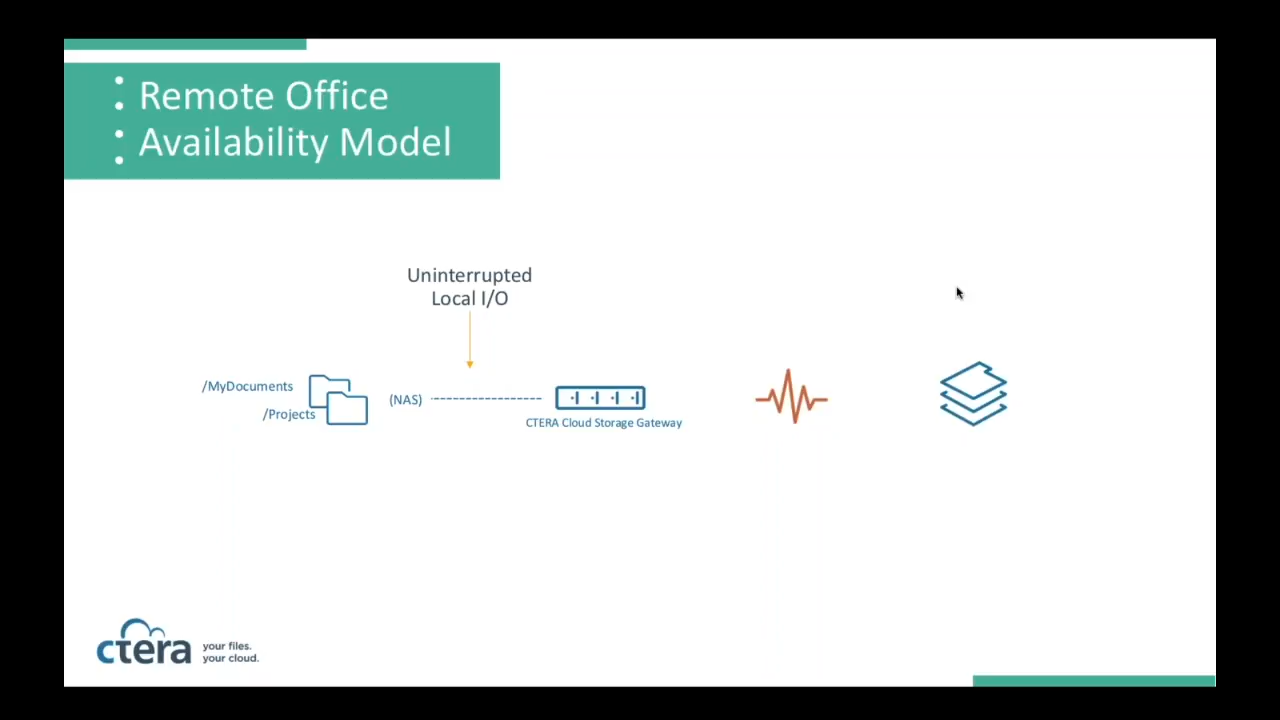 Remote Office
Availability Model
Uninterrupted
Local I/O
/MyDocuments
/Projects
(NAS)
CTERA Cloud Storage Gateway
ctera
your files.
your cloud.